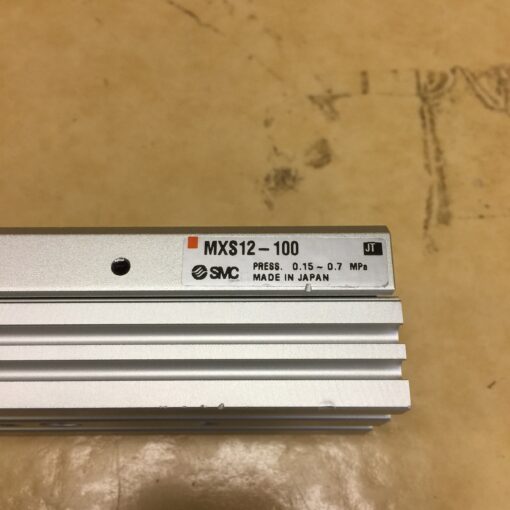 MXS12-100
JT
SMC PRESS. 0.15 ~ 0.7 MPa
MADE IN JAPAN